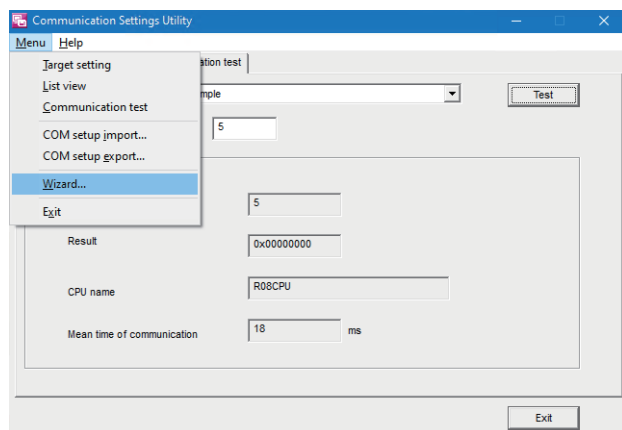 Communication Settings Utility
Menu Help
Target setting
ation test
List view
mple
Test
Communication test
5
COM setup import...
COM setup export...
Wizard...
5
Exit
Result
0x00000000
CPU name
R08CPU
Mean time of communication
18
ms
Exit